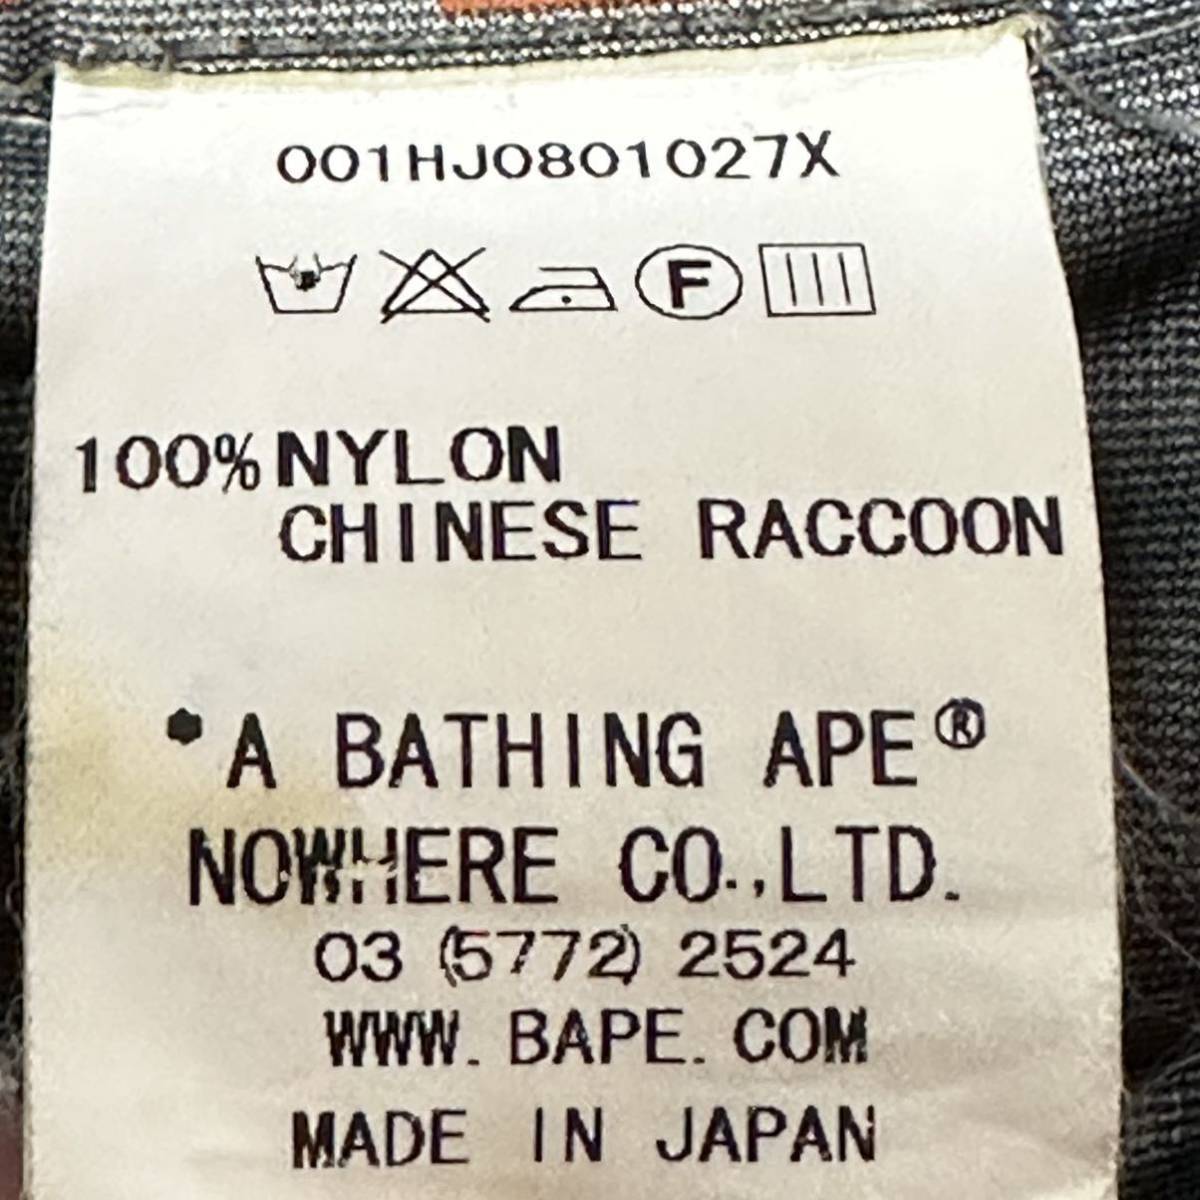 001HJ0801027X
F
100% NYLON
CHINESE RACCOON
•A BATHING APE®
NOWHERE CO.,LTD.
03 (5772) 2524
WWW. BAPE. COM
MADE IN JAPAN